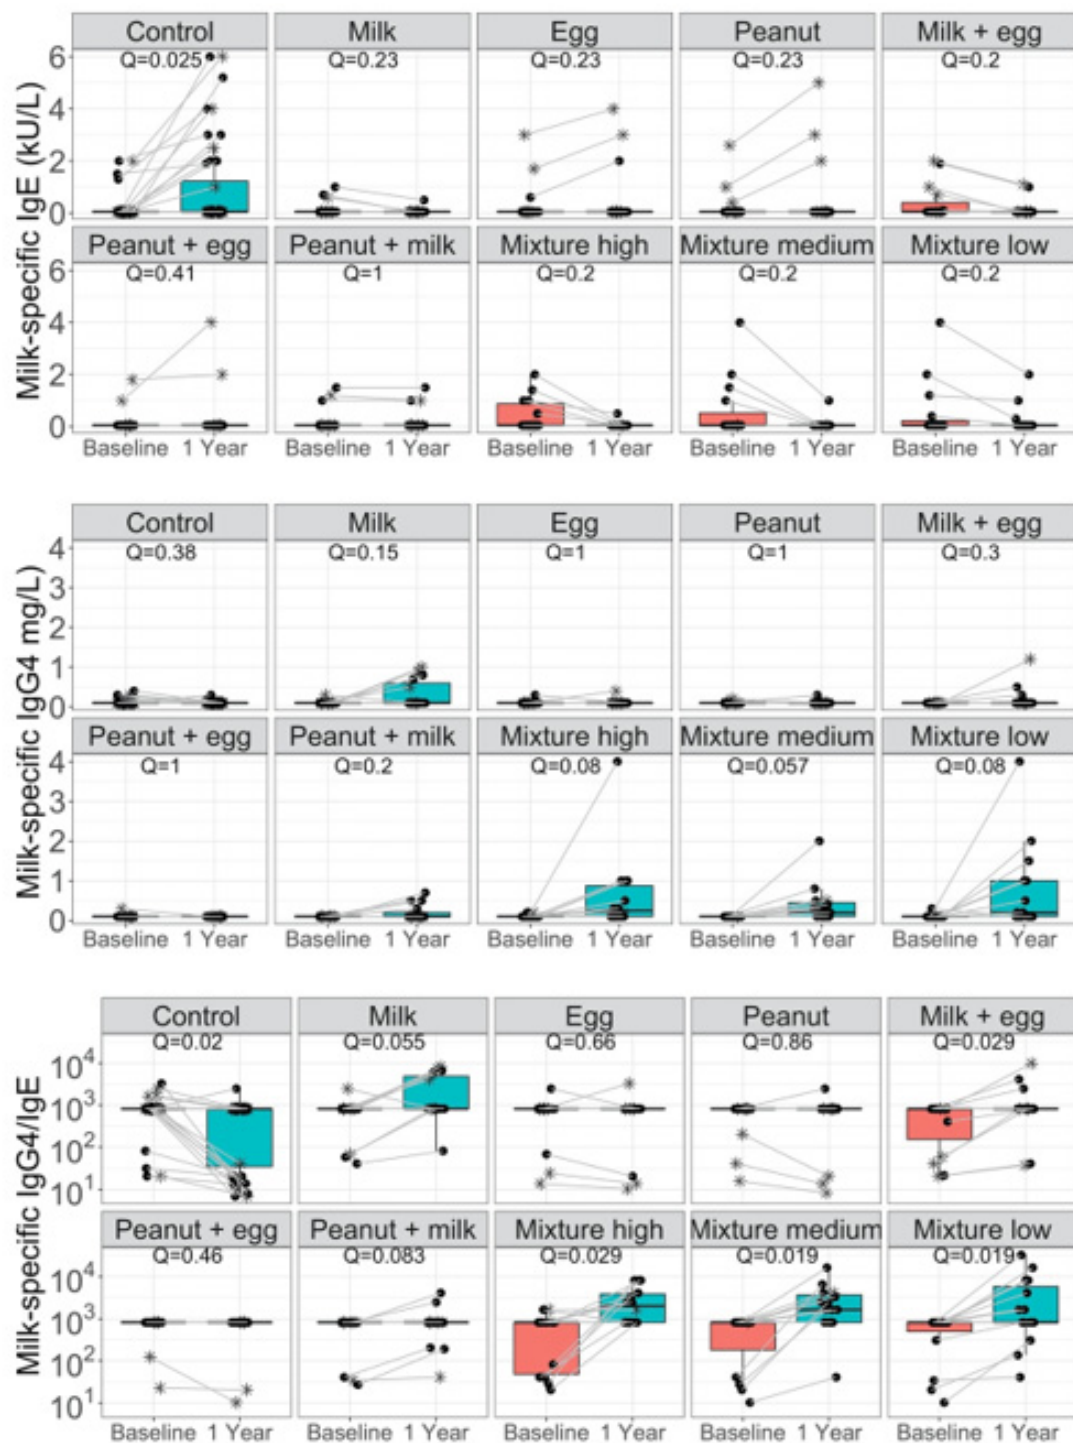 Control Milk Egg Peanut Milk + egg
Q=0.025 Q=0.23 Q=0.23 Q=0.23 Q=0.2
6
4
2
0
Milk-specific IgE (kU/L)
Peanut + egg Peanut + milk Mixture high Mixture medium Mixture low
Q=0.41 Q=1 Q=0.2 Q=0.2 Q=0.2
6
4
2
0
Baseline 1 Year Baseline 1 Year Baseline 1 Year Baseline 1 Year Baseline 1 Year
Control Milk Egg Peanut Milk + egg
Q=0.38 Q=0.15 Q=1 Q=1 Q=0.3
4
3
2
1
0
Milk-specific IgG4 mg/L)
Peanut + egg Peanut + milk Mixture high Mixture medium Mixture low
Q=1 Q=0.2 Q=0.08 Q=0.057 Q=0.08
4
3
2
1
0
Baseline 1 Year Baseline 1 Year Baseline 1 Year Baseline 1 Year Baseline 1 Year
Control Milk Egg Peanut Milk + egg
Q=0.02 Q=0.055 Q=0.66 Q=0.86 Q=0.029
10⁴
10³
10²
10¹
Milk-specific IgG4/IgE
Peanut + egg Peanut + milk Mixture high Mixture medium Mixture low
Q=0.46 Q=0.083 Q=0.029 Q=0.019 Q=0.019
10⁴
10³
10²
10¹
Baseline 1 Year Baseline 1 Year Baseline 1 Year Baseline 1 Year Baseline 1 Year